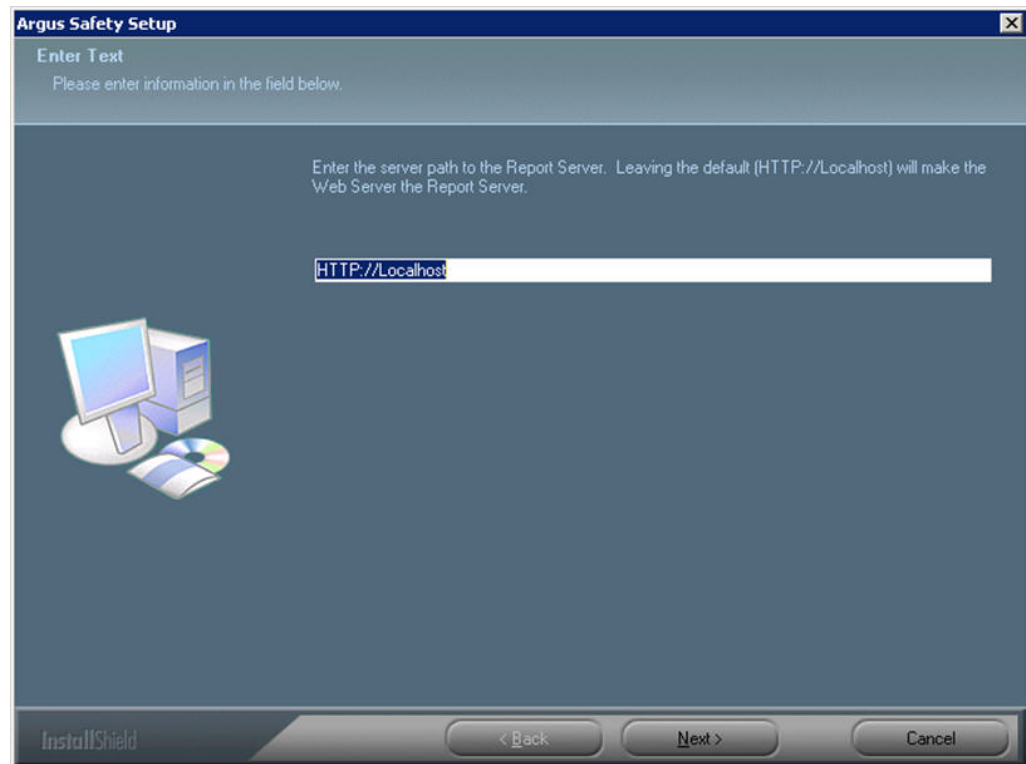 Argus Safety Setup
Enter Text
Please enter information in the field below.
Enter the server path to the Report Server.  Leaving the default (HTTP://Localhost) will make the
Web Server the Report Server.
HTTP://Localhost
InstallShield
< Back
Next >
Cancel